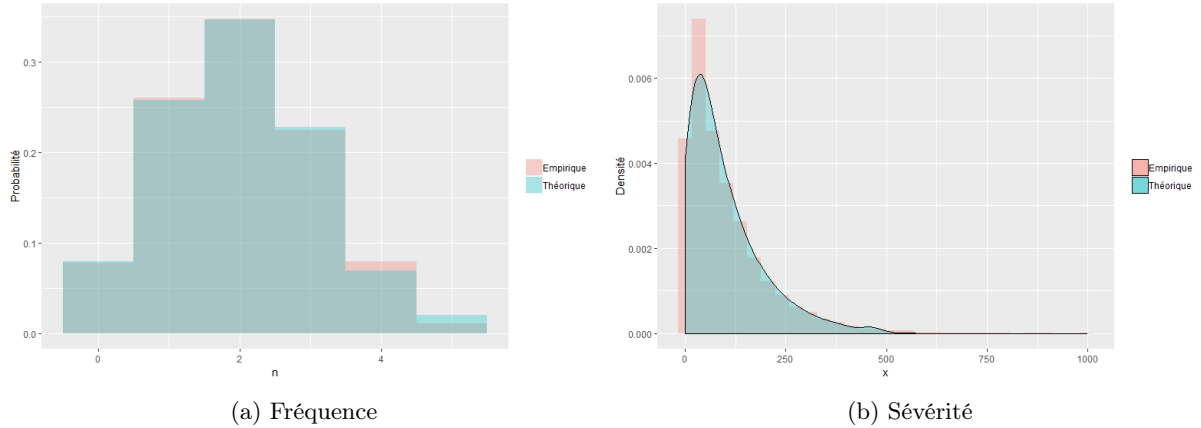 0.3
0.2
0.1
0.0
Probabilité
0
2
4
n
Empirique
Théorique
(a) Fréquence
0.006
0.004
0.002
0.000
Densité
0
250
500
750
1000
x
Empirique
Théorique
(b) Sévérité